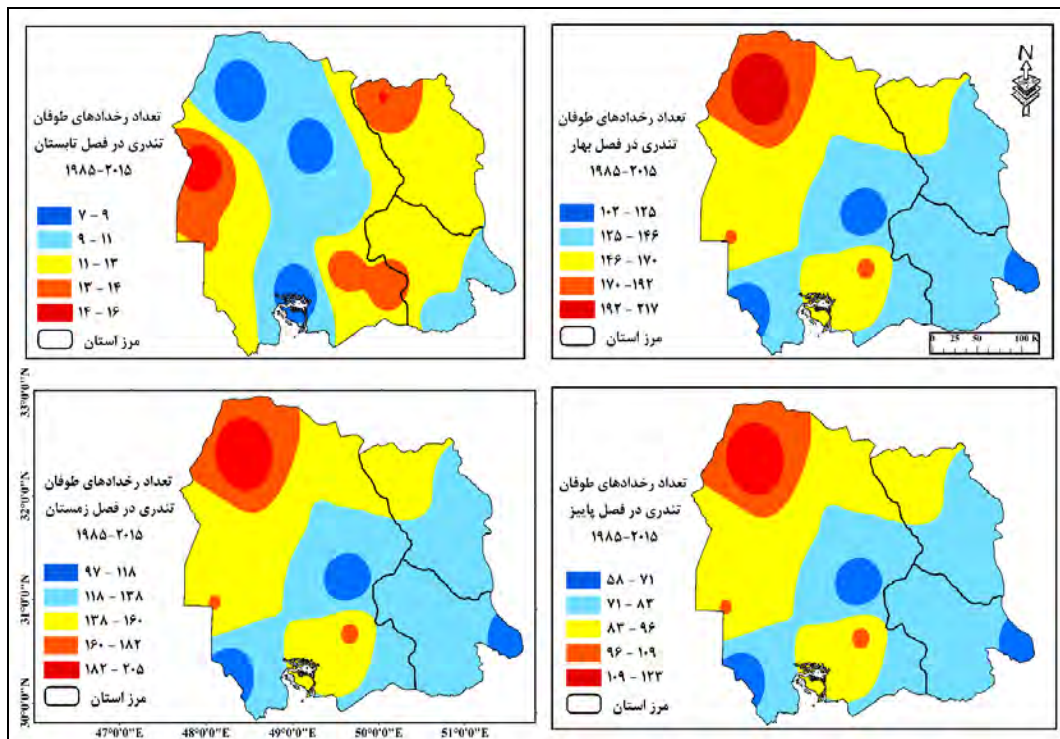 تعداد رخدادهای طوفان
تندری در فصل بهار
۱۹۸۵-۲۰۱۵
۱۰۳ - ۱۲۵
۱۲۵ - ۱۴۶
۱۴۶ - ۱۷۰
۱۷۰ - ۱۹۲
۱۹۲ - ۲۱۷
مرز استان
N
0 25 50 100 K
تعداد رخدادهای طوفان
تندری در فصل تابستان
۱۹۸۵-۲۰۱۵
۷ - ۹
۹ - ۱۱
۱۱ - ۱۳
۱۳ - ۱۴
۱۴ - ۱۶
مرز استان
تعداد رخدادهای طوفان
تندری در فصل پاییز
۱۹۸۵-۲۰۱۵
۵۸ - ۷۱
۷۱ - ۸۳
۸۳ - ۹۶
۹۶ - ۱۰۹
۱۰۹ - ۱۲۳
مرز استان
تعداد رخدادهای طوفان
تندری در فصل زمستان
۱۹۸۵-۲۰۱۵
۹۷ - ۱۱۸
۱۱۸ - ۱۳۸
۱۳۸ - ۱۶۰
۱۶۰ - ۱۸۲
۱۸۲ - ۲۰۵
مرز استان
33°0'0"N
32°0'0"N
31°0'0"N
30°0'0"N
47°0'0"E 48°0'0"E 49°0'0"E 50°0'0"E 51°0'0"E